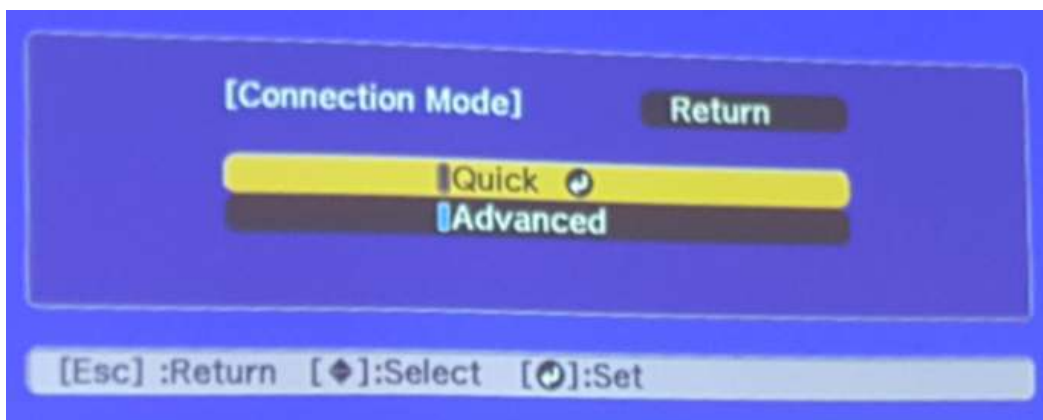 [Connection Mode] Return
Quick
Advanced
[Esc] :Return [◆]:Select [↵]:Set